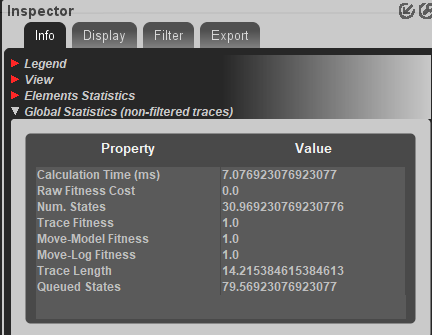 Inspector
Info Display Filter Export
Legend
View
Elements Statistics
Global Statistics (non-filtered traces)
Property Value
Calculation Time (ms) 7.076923076923077
Raw Fitness Cost 0.0
Num. States 30.969230769230776
Trace Fitness 1.0
Move-Model Fitness 1.0
Move-Log Fitness 1.0
Trace Length 14.215384615384613
Queued States 79.56923076923077